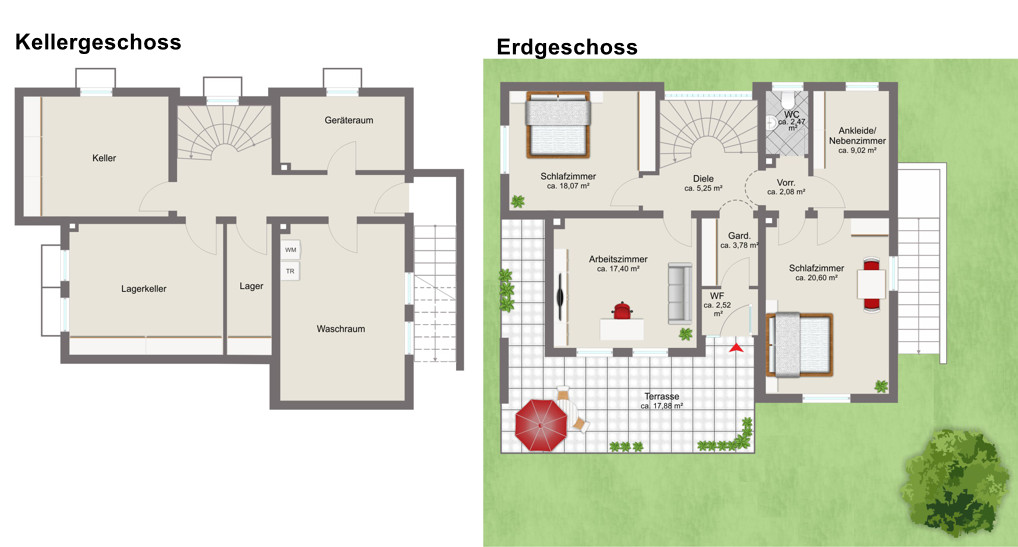 Kellergeschoss
Geräteraum
Keller
WM
TR
Lagerkeller
Lager
Waschraum
Erdgeschoss
WC
ca. 2,47
m²
Ankleide/
Nebenzimmer
ca. 9,02 m²
Schlafzimmer
ca. 18,07 m²
Diele
ca. 5,25 m²
Vorr.
ca. 2,08 m²
Gard.
ca. 3,78 m²
Arbeitszimmer
ca. 17,40 m²
Schlafzimmer
ca. 20,60 m²
WF
ca. 2,52
m²
Terrasse
ca. 17,88 m²